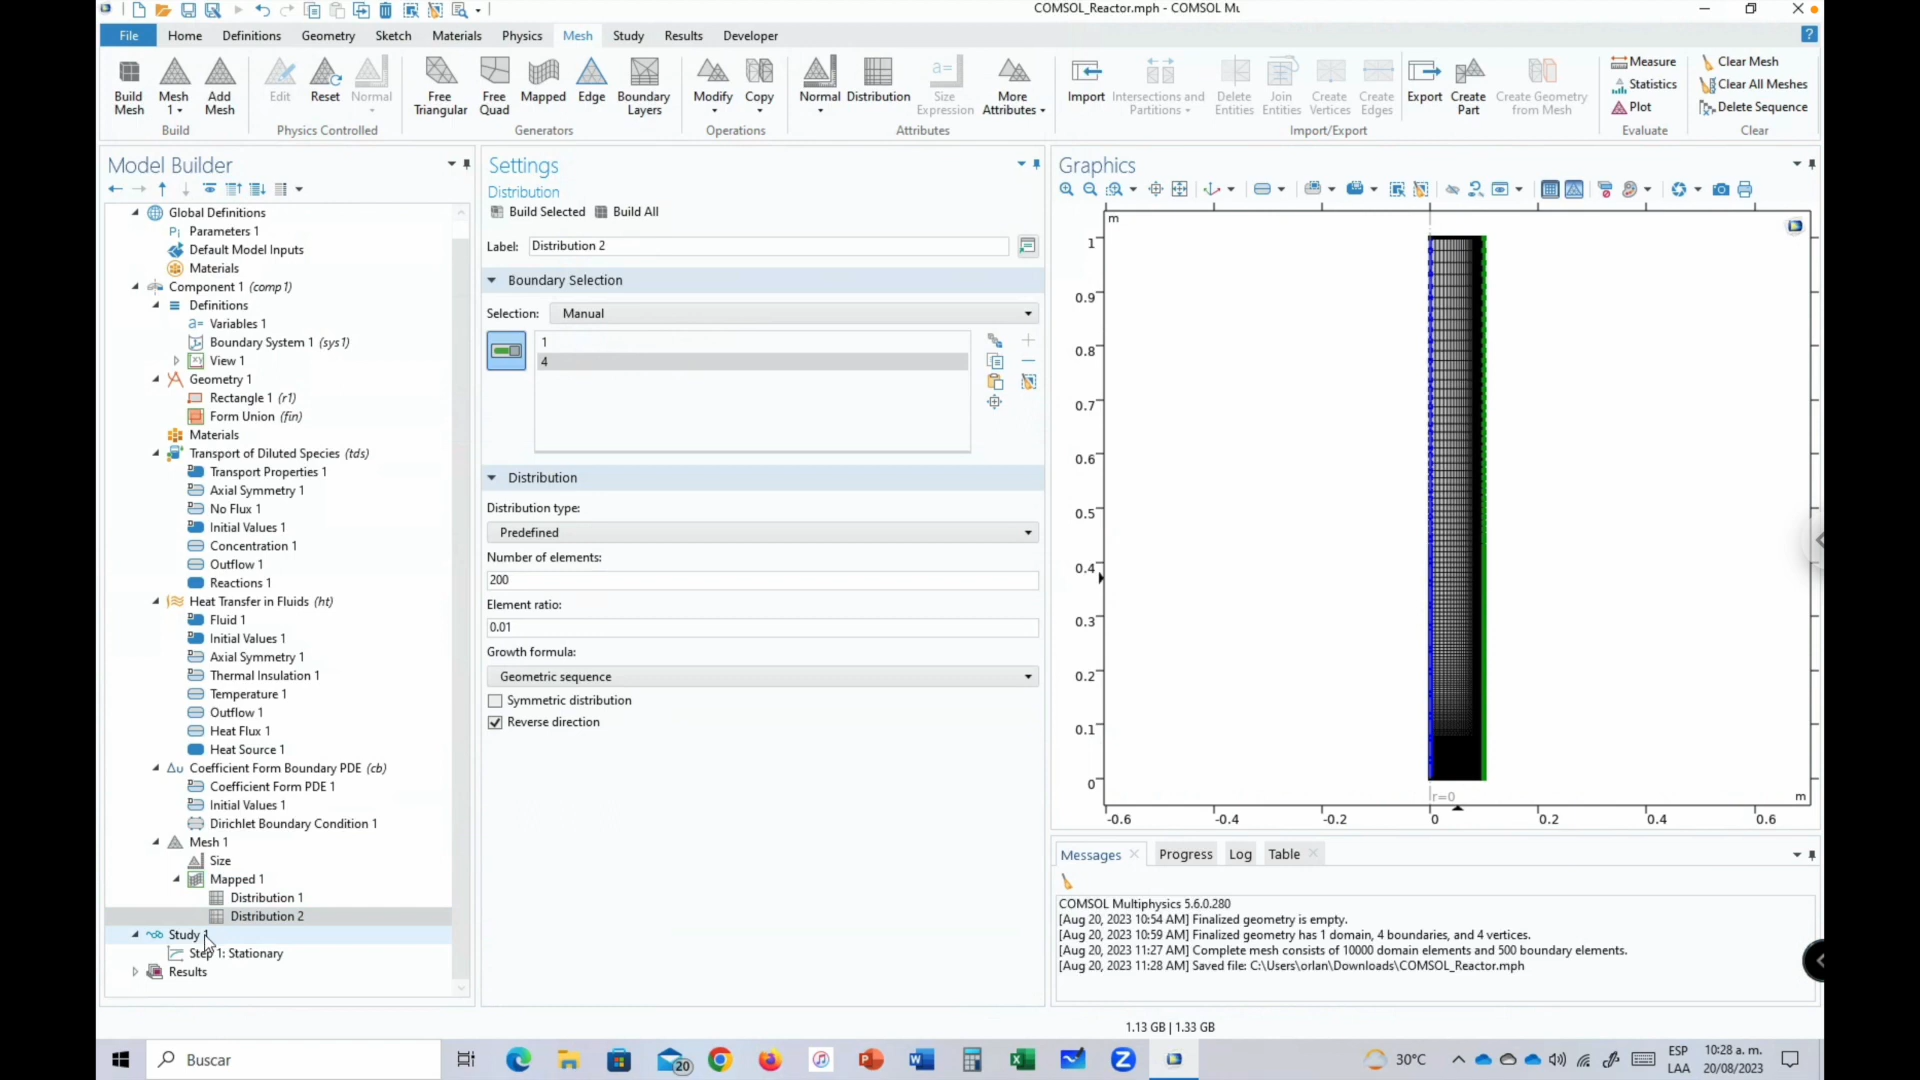 COMSOL_Reactor.mph - COMSOL Mu
File Home Definitions Geometry Sketch Materials Physics Mesh Study Results Developer
Build Mesh
Mesh 1
Add Mesh
Build
Edit
Reset
Normal
Physics Controlled
Free Triangular
Free Quad
Mapped
Edge
Boundary Layers
Generators
Modify
Copy
Operations
Normal
Distribution
Size Expression
More Attributes
Attributes
Import
Intersections and Partitions
Delete Entities
Join Entities
Create Vertices
Create Edges
Export
Create Part
Create Geometry from Mesh
Import/Export
Measure
Statistics
Plot
Evaluate
Clear Mesh
Clear All Meshes
Delete Sequence
Clear
Model Builder
Global Definitions
Parameters 1
Default Model Inputs
Materials
Component 1 (comp1)
Definitions
a= Variables 1
Boundary System 1 (sys1)
View 1
Geometry 1
Rectangle 1 (r1)
Form Union (fin)
Materials
Transport of Diluted Species (tds)
Transport Properties 1
Axial Symmetry 1
No Flux 1
Initial Values 1
Concentration 1
Outflow 1
Reactions 1
Heat Transfer in Fluids (ht)
Fluid 1
Initial Values 1
Axial Symmetry 1
Thermal Insulation 1
Temperature 1
Outflow 1
Heat Flux 1
Heat Source 1
Δu Coefficient Form Boundary PDE (cb)
Coefficient Form PDE 1
Initial Values 1
Dirichlet Boundary Condition 1
Mesh 1
Size
Mapped 1
Distribution 1
Distribution 2
Study 1
Step 1: Stationary
Results
Settings
Distribution
Build Selected Build All
Label: Distribution 2
Boundary Selection
Selection: Manual
1
4
Distribution
Distribution type:
Predefined
Number of elements:
200
Element ratio:
0.01
Growth formula:
Geometric sequence
Symmetric distribution
Reverse direction
Graphics
m
1
0.9
0.8
0.7
0.6
0.5
0.4
0.3
0.2
0.1
0
r=0
m
-0.6 -0.4 -0.2 0 0.2 0.4 0.6
Messages Progress Log Table
COMSOL Multiphysics 5.6.0.280
[Aug 20, 2023 10:54 AM] Finalized geometry is empty.
[Aug 20, 2023 10:59 AM] Finalized geometry has 1 domain, 4 boundaries, and 4 vertices.
[Aug 20, 2023 11:27 AM] Complete mesh consists of 10000 domain elements and 500 boundary elements.
[Aug 20, 2023 11:28 AM] Saved file: C:\Users\orlan\Downloads\COMSOL_Reactor.mph
1.13 GB | 1.33 GB
Buscar
20
30°C
ESP
LAA
10:28 a. m.
20/08/2023